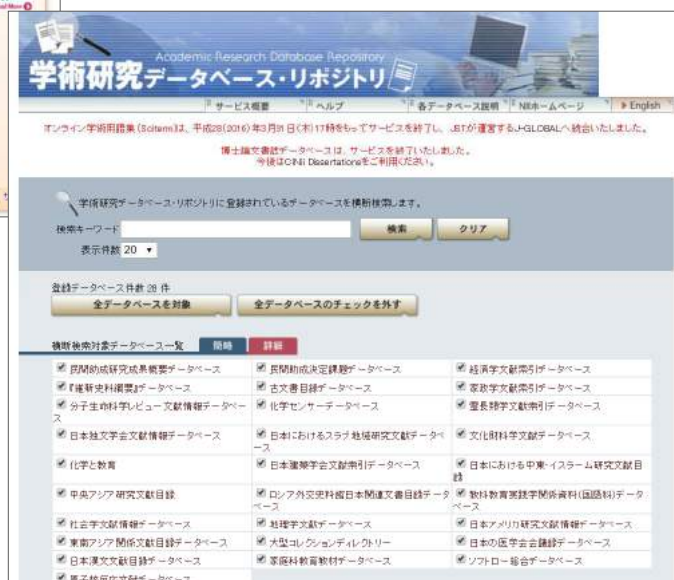 Academic Research Database Repository
学術研究データベース・リポジトリ
サービス概要 ヘルプ 各データベース説明 NIIホームページ English
オンライン学術用語集(Sciterm)は、平成28(2016)年3月31日(木)17時をもってサービスを終了し、JSTが運営するJ-GLOBALへ統合いたしました。
博士論文書誌データベースは、サービスを終了いたしました。
今後はCiNii Dissertationsをご利用ください。
学術研究データベース・リポジトリに登録されているデータベースを横断検索します。
検索キーワード 検索 クリア
表示件数 20
登録データベース件数 28 件
全データベースを対象 全データベースのチェックを外す
横断検索対象データベース一覧 簡略 詳細
民間助成研究成果概要データベース 民間助成決定課題データベース 経済学文献索引データベース
『維新史料綱要』データベース 古文書目録データベース 家政学文献索引データベース
分子生命科学レビュー文献情報データベー 化学センサーデータベース 霊長類学文献索引データベース
ス
日本独文学会文献情報データベース 日本におけるスラブ地域研究文献データベ 文化財科学文献データベース
ース
化学と教育 日本建築学会文献索引データベース 日本における中東・イスラーム研究文献目
録
中央アジア研究文献目録 ロシア外交史料館日本関連文書目録データ 教科教育実践学関係資料(国語科)データ
ベース ベース
社会学文献情報データベース 地理学文献データベース 日本アメリカ研究文献情報データベース
東南アジア関係文献目録データベース 大型コレクションディレクトリー 日本の医学会会議録データベース
日本漢文文献目録データベース 家庭科教育教材データベース ソフトロー総合データベース